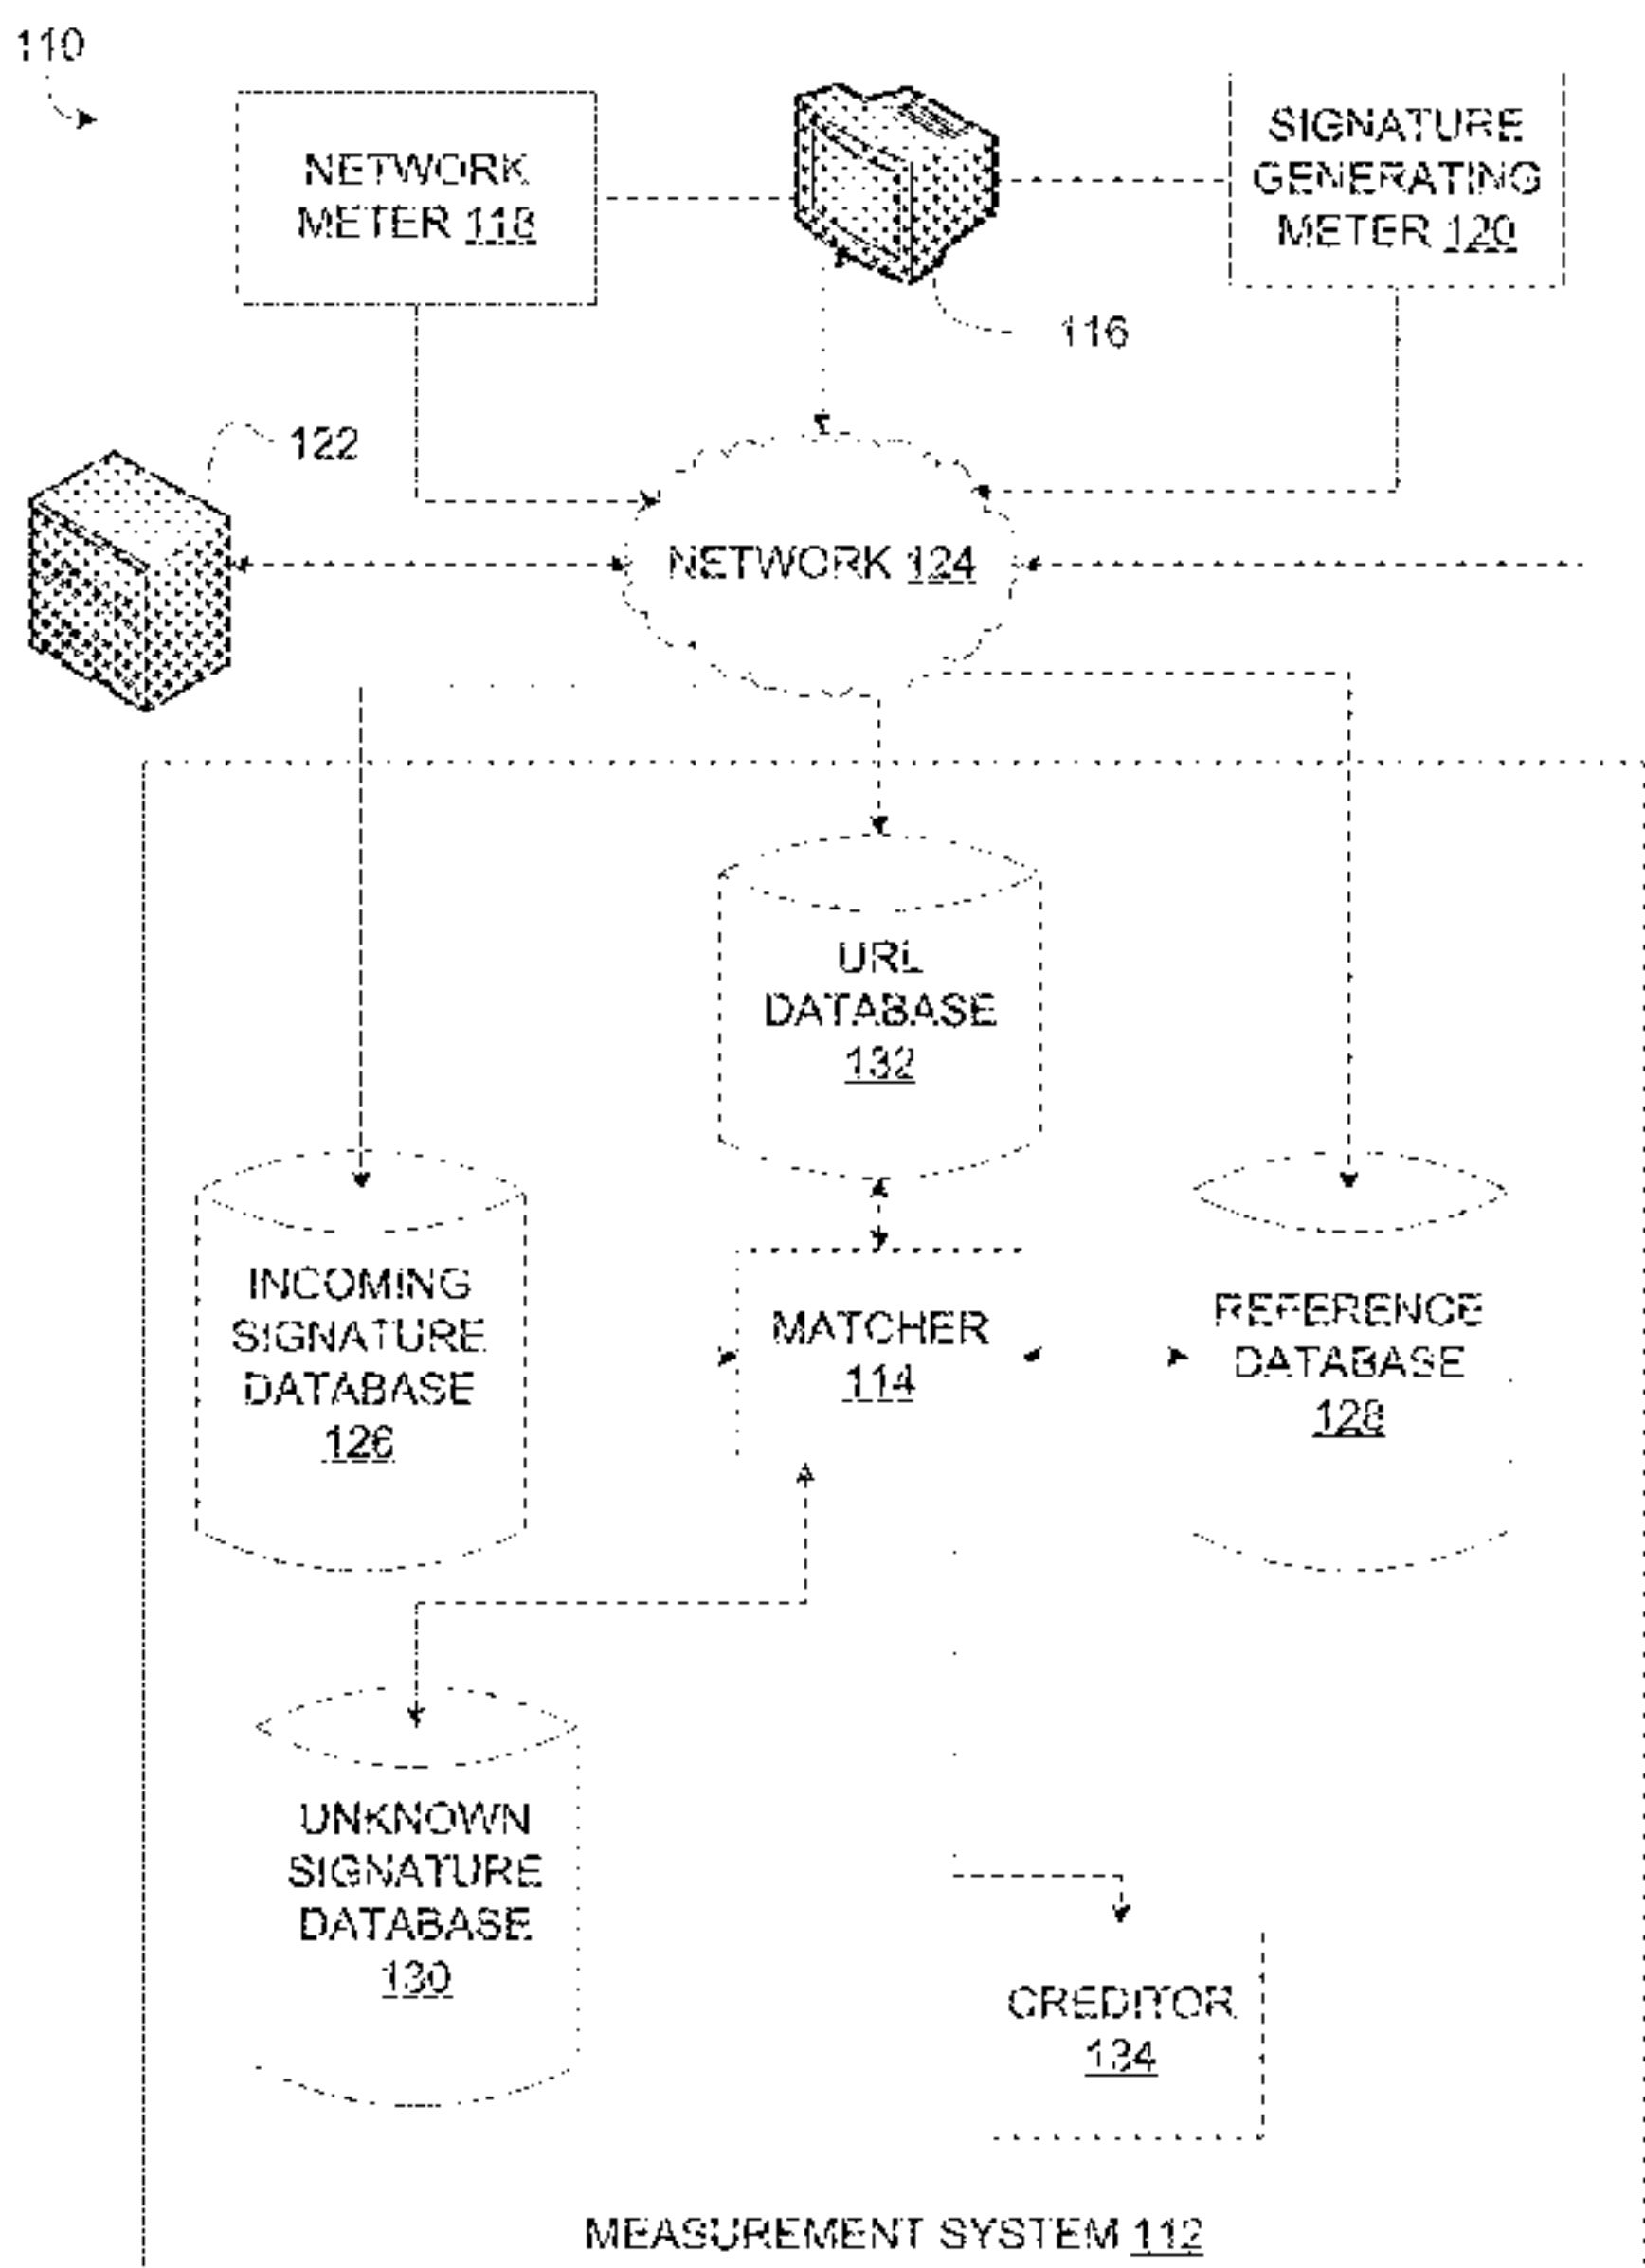 110
NETWORK
METER 118
SIGNATURE
GENERATING
METER 120
116
122
NETWORK 124
URL
DATABASE
132
INCOMING
SIGNATURE
DATABASE
126
MATCHER
114
REFERENCE
DATABASE
128
UNKNOWN
SIGNATURE
DATABASE
130
CREDITOR
134
MEASUREMENT SYSTEM 112